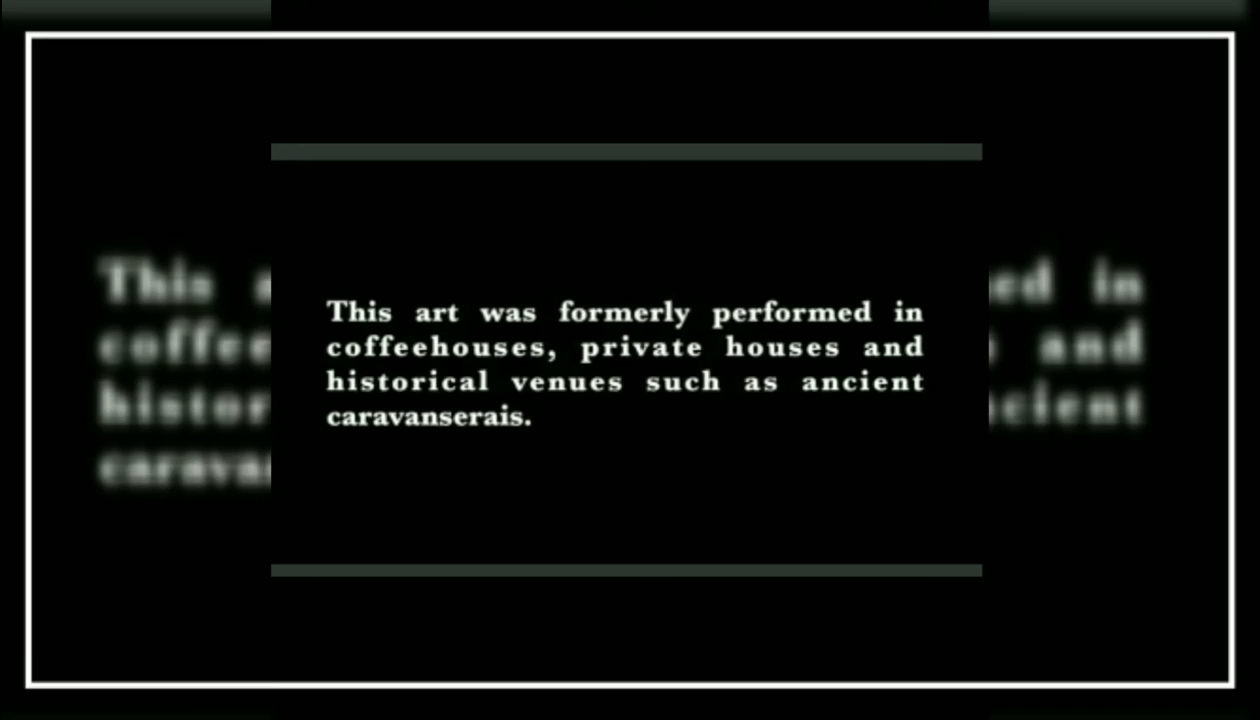 This art was formerly performed in
coffeehouses, private houses and
historical venues such as ancient
caravanserais.